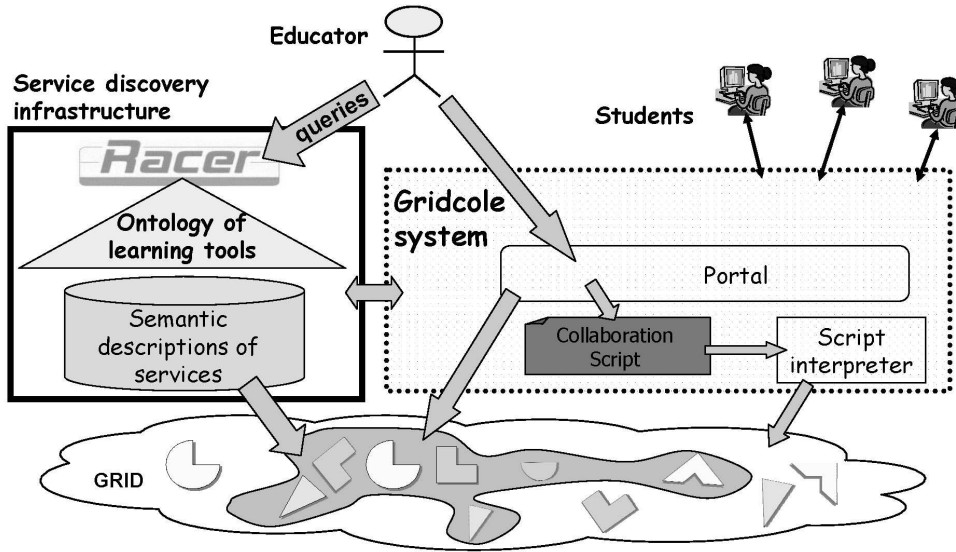 Educator
Service discovery
infrastructure
queries
Students
Racer
Ontology of
learning tools
Gridcole
system
Portal
Semantic
descriptions of
services
Collaboration
Script
Script
interpreter
GRID